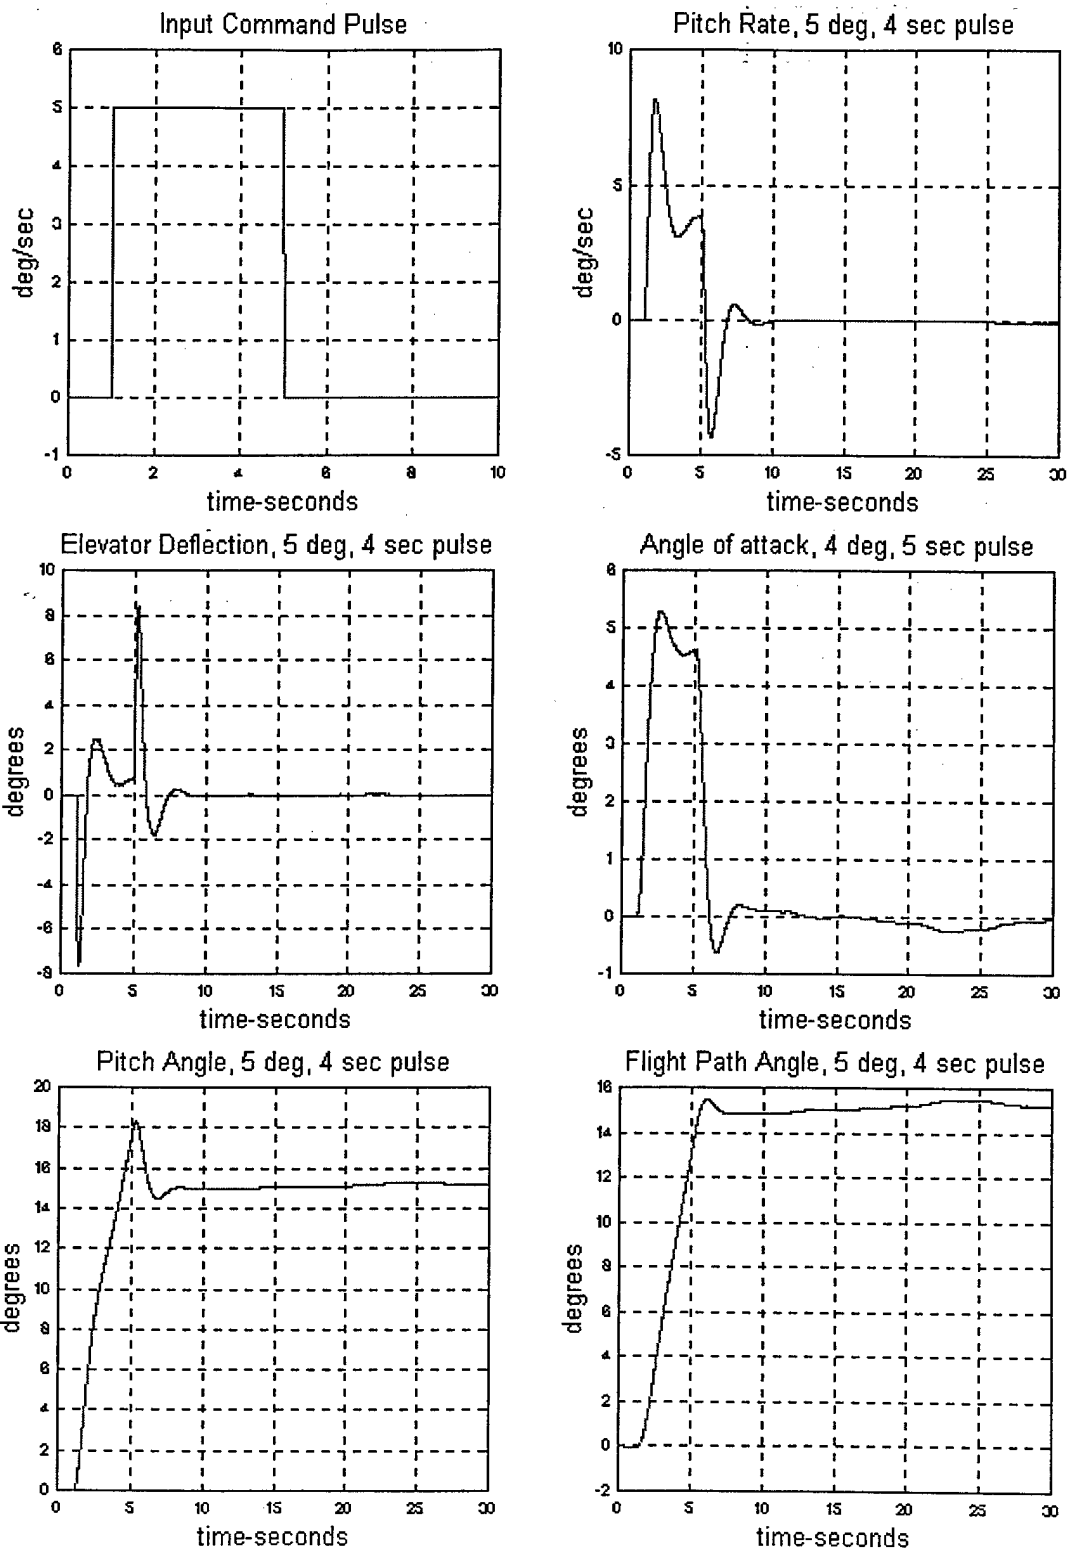 Input Command Pulse
6
5
4
3
2
1
0
-1
deg/sec
0 2 4 6 8 10
time-seconds
Pitch Rate, 5 deg, 4 sec pulse
10
5
0
-5
deg/sec
0 5 10 15 20 25 30
time-seconds
Elevator Deflection, 5 deg, 4 sec pulse
10
8
6
4
2
0
-2
-4
-6
-8
degrees
0 5 10 15 20 25 30
time-seconds
Angle of attack, 4 deg, 5 sec pulse
6
5
4
3
2
1
0
-1
degrees
0 5 10 15 20 25 30
time-seconds
Pitch Angle, 5 deg, 4 sec pulse
20
18
16
14
12
10
8
6
4
2
0
degrees
0 5 10 15 20 25 30
time-seconds
Flight Path Angle, 5 deg, 4 sec pulse
16
14
12
10
8
6
4
2
0
-2
degrees
0 5 10 15 20 25 30
time-seconds